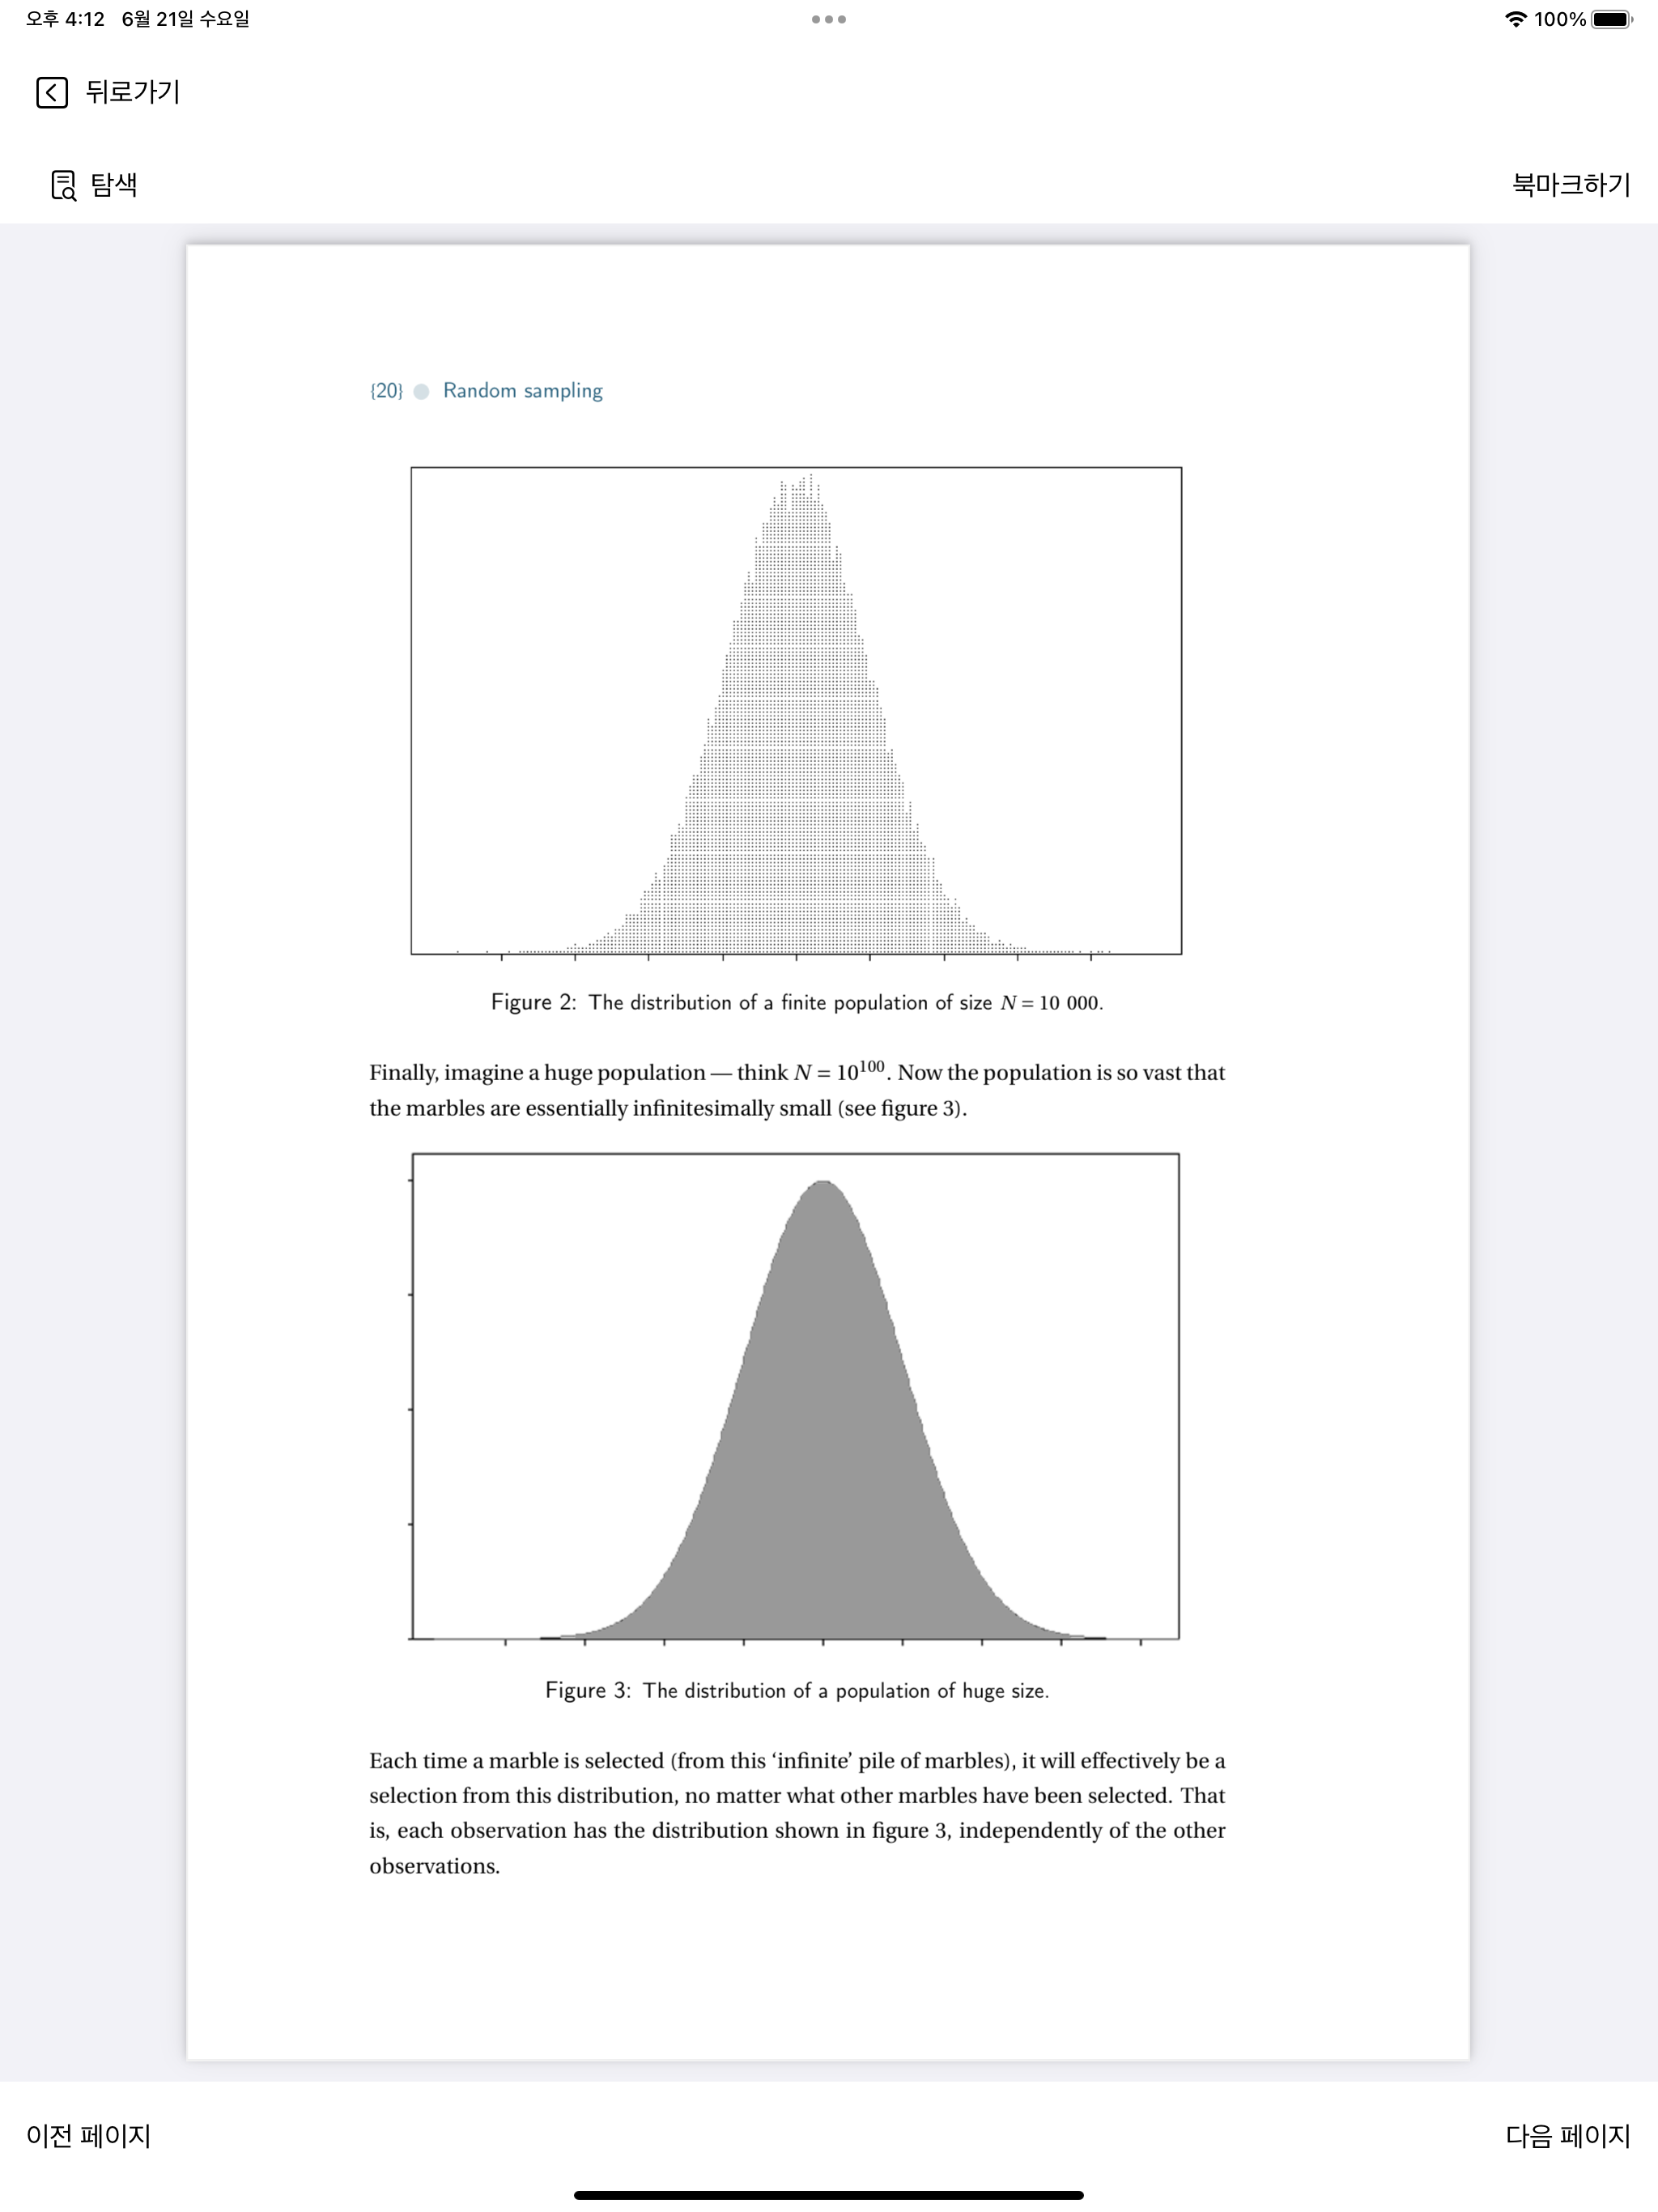 오후 4:12 6월 21일 수요일
100%
뒤로가기
탐색
북마크하기
{20} Random sampling
Figure 2: The distribution of a finite population of size N = 10 000.
Finally, imagine a huge population — think N = 10^100. Now the population is so vast that
the marbles are essentially infinitesimally small (see figure 3).
Figure 3: The distribution of a population of huge size.
Each time a marble is selected (from this ‘infinite’ pile of marbles), it will effectively be a
selection from this distribution, no matter what other marbles have been selected. That
is, each observation has the distribution shown in figure 3, independently of the other
observations.
이전 페이지
다음 페이지